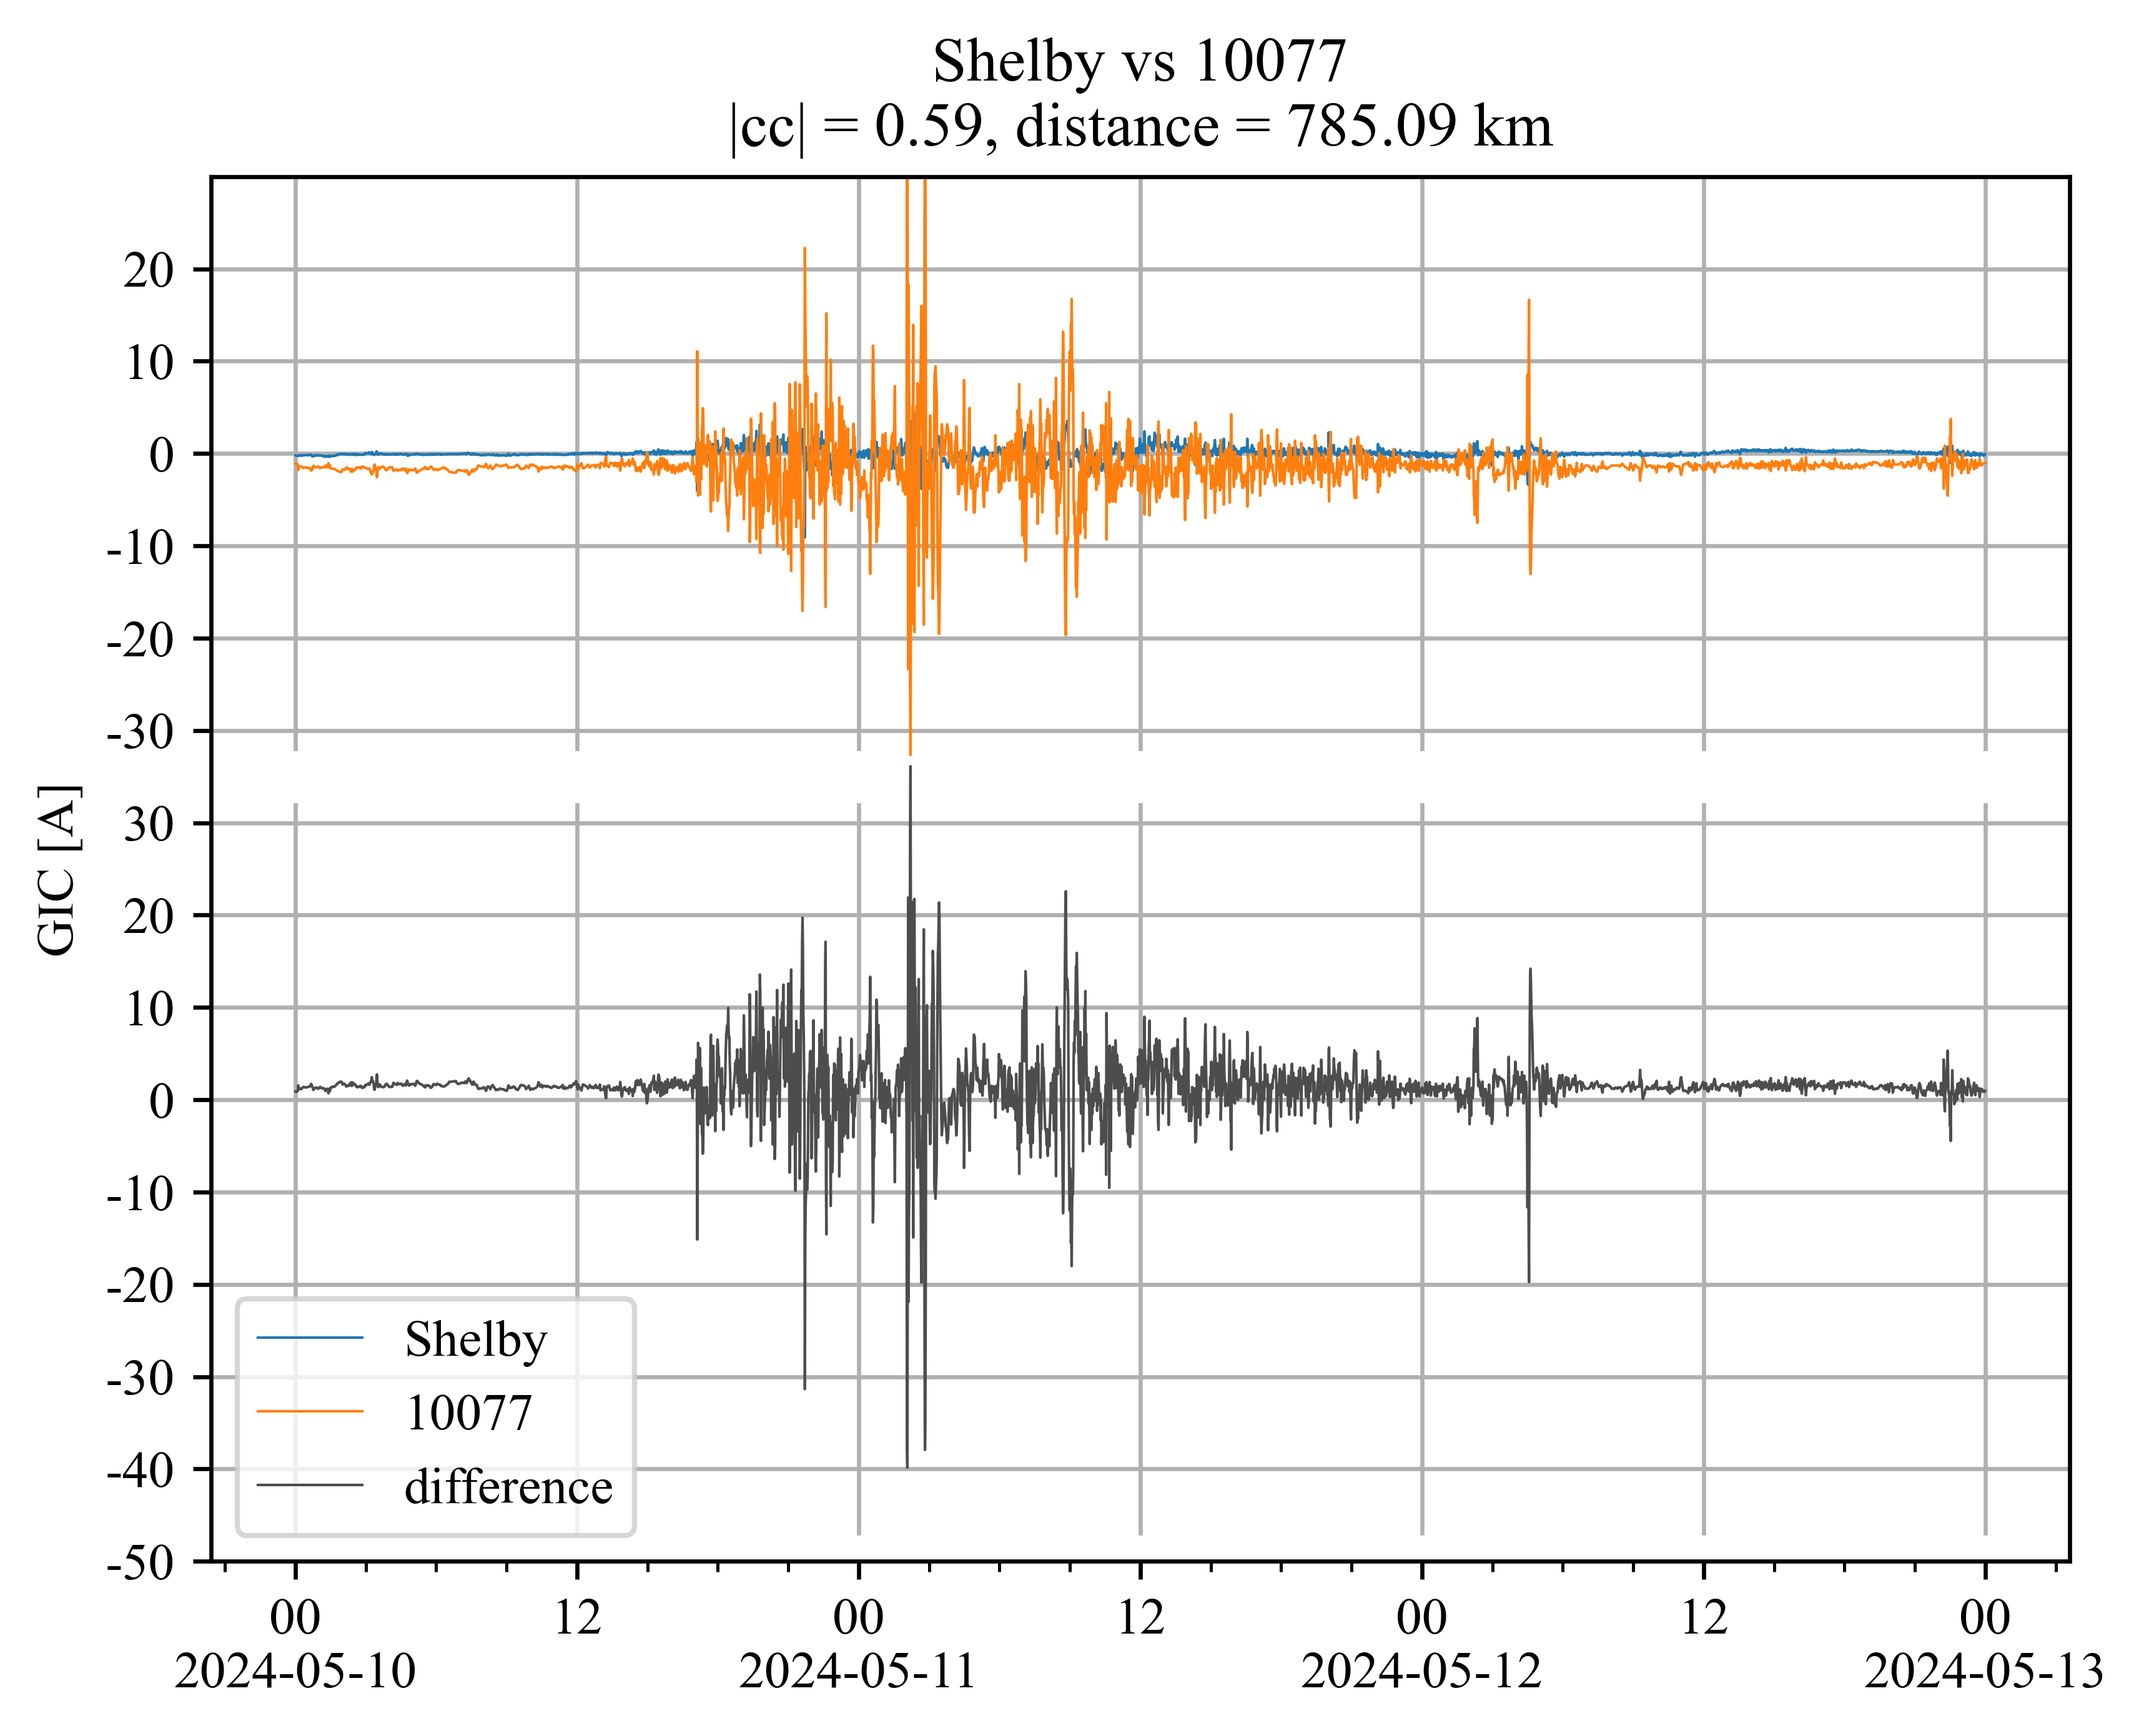 Shelby vs 10077
|cc| = 0.59, distance = 785.09 km
20
10
0
-10
-20
-30
30
20
10
0
-10
-20
-30
-40
-50
GIC [A]
Shelby
10077
difference
00 12 00 12 00 12 00
2024-05-10 2024-05-11 2024-05-12 2024-05-13